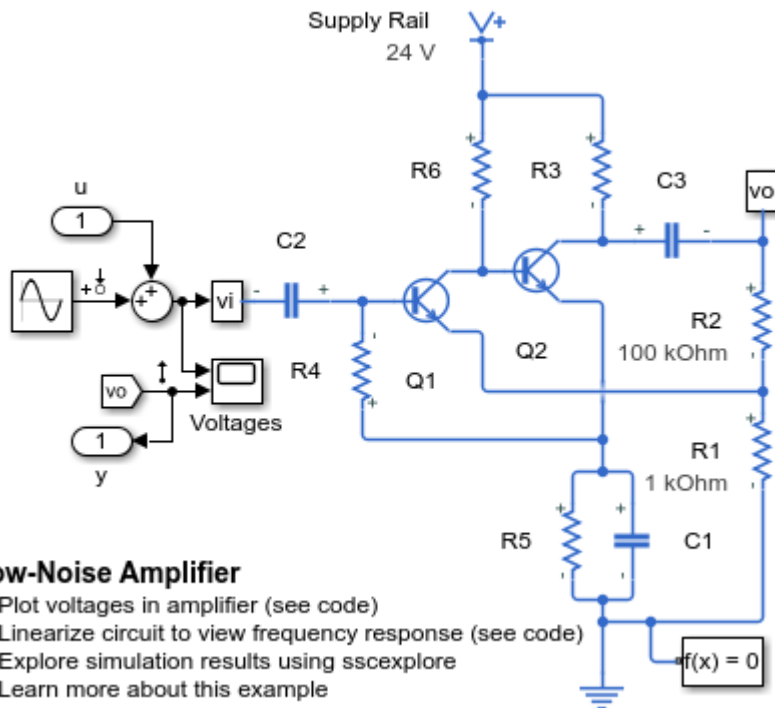 Supply Rail
24 V
R6
R3
C3
vo
u
1
C2
vi
R4
Q1
Q2
R2
100 kOhm
vo
Voltages
1
y
R1
1 kOhm
R5
C1
f(x) = 0
ow-Noise Amplifier
Plot voltages in amplifier (see code)
Linearize circuit to view frequency response (see code)
Explore simulation results using sscexplore
Learn more about this example